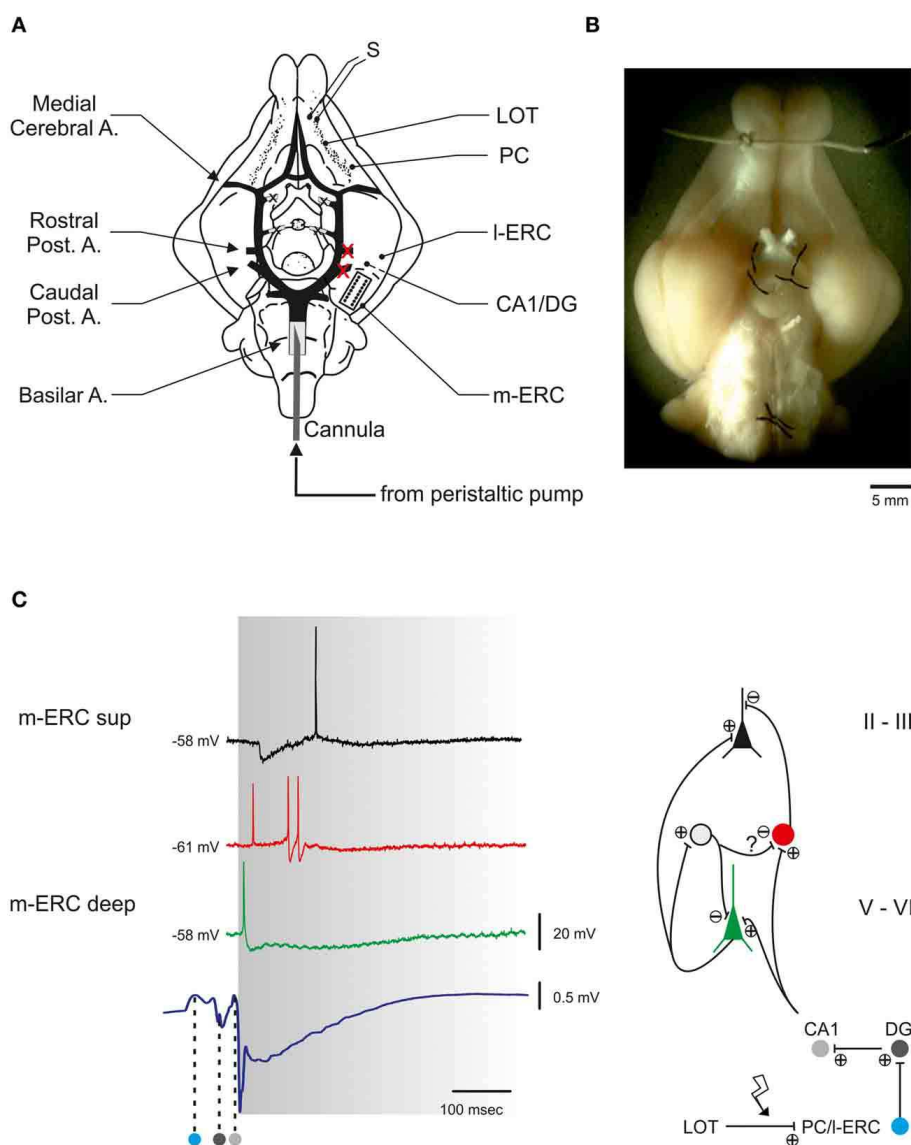 A
B
S
Medial
Cerebral A.
LOT
PC
Rostral
Post. A.
l-ERC
Caudal
Post. A.
CA1/DG
Basilar A.
m-ERC
Cannula
from peristaltic pump
5 mm
C
m-ERC sup
-58 mV
II - III
-61 mV
?
m-ERC deep
V - VI
-58 mV
20 mV
0.5 mV
CA1
DG
100 msec
LOT
PC/l-ERC